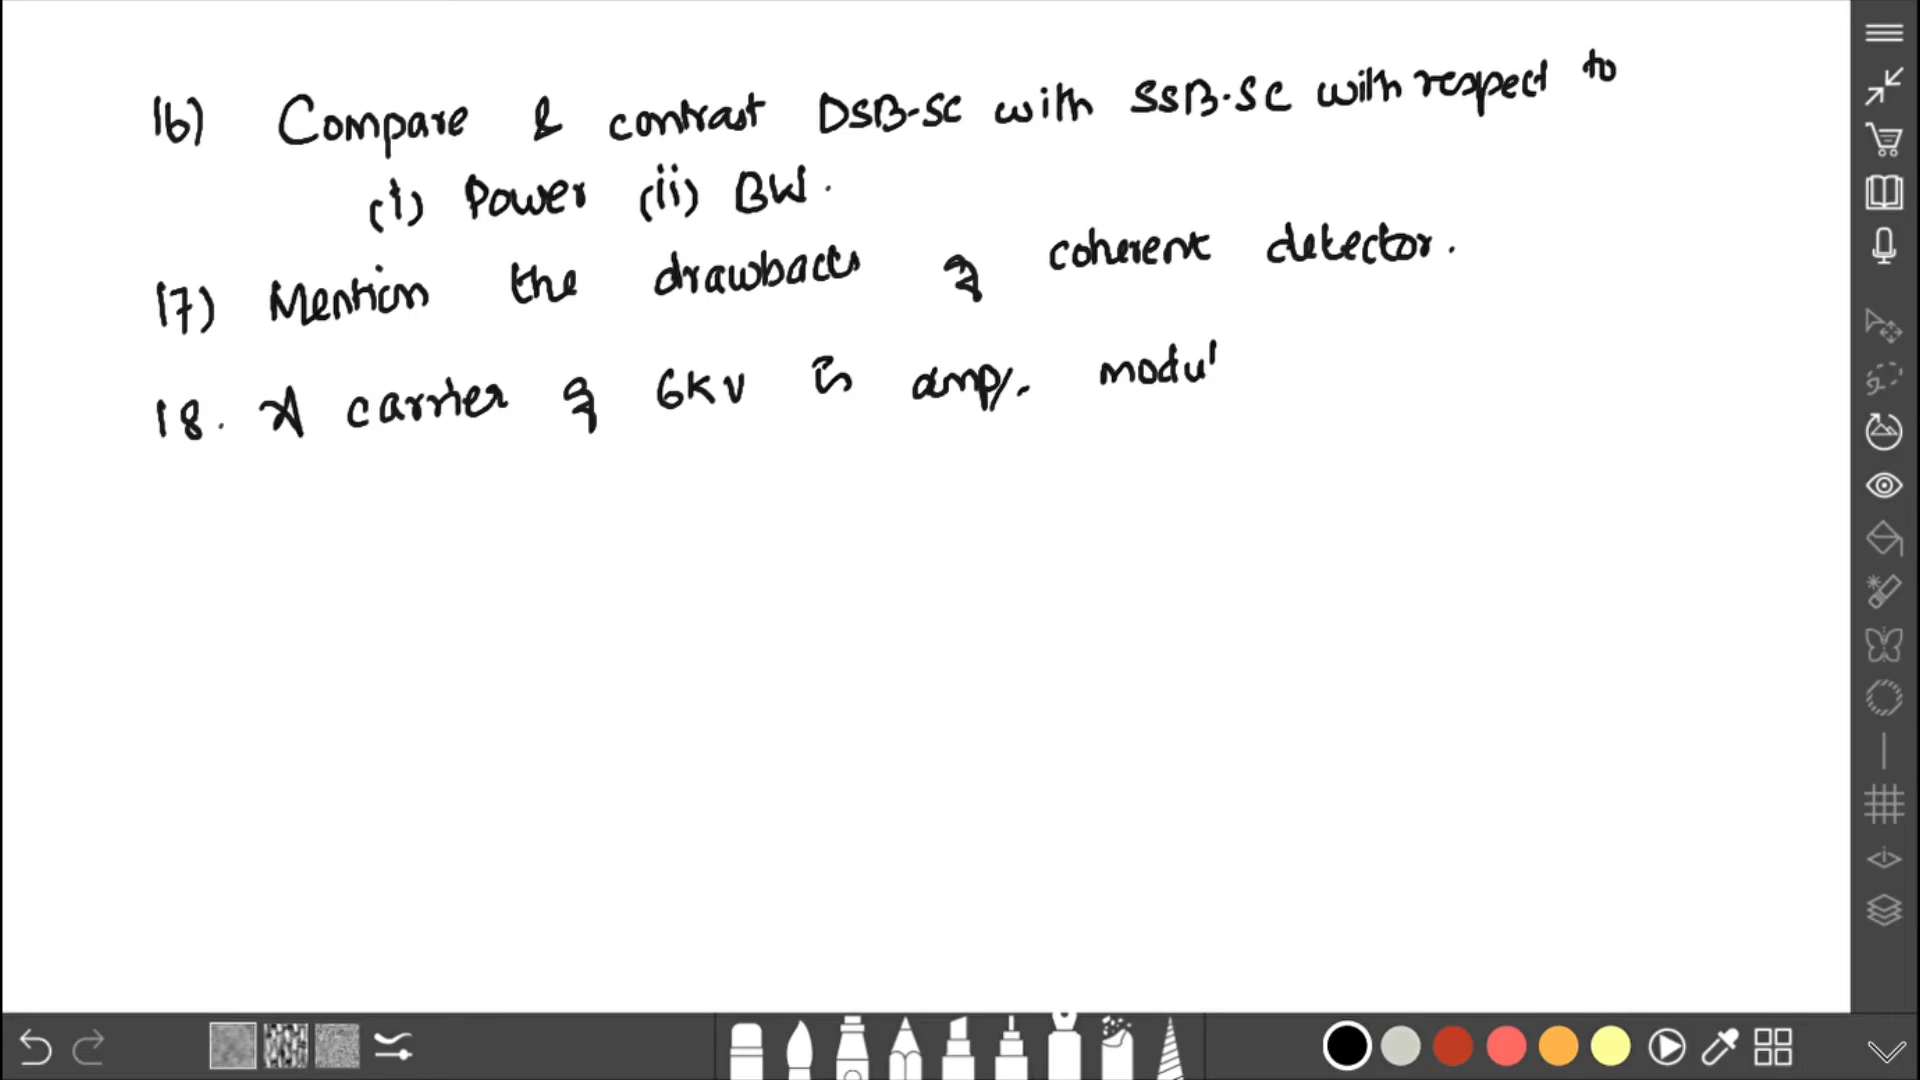 16) Compare & contrast DSB-SC with SSB-SC with respect to
(i) Power (ii) BW.
17) Mention the drawbacks of coherent detector.
18. A carrier of 6KV is amp. modul